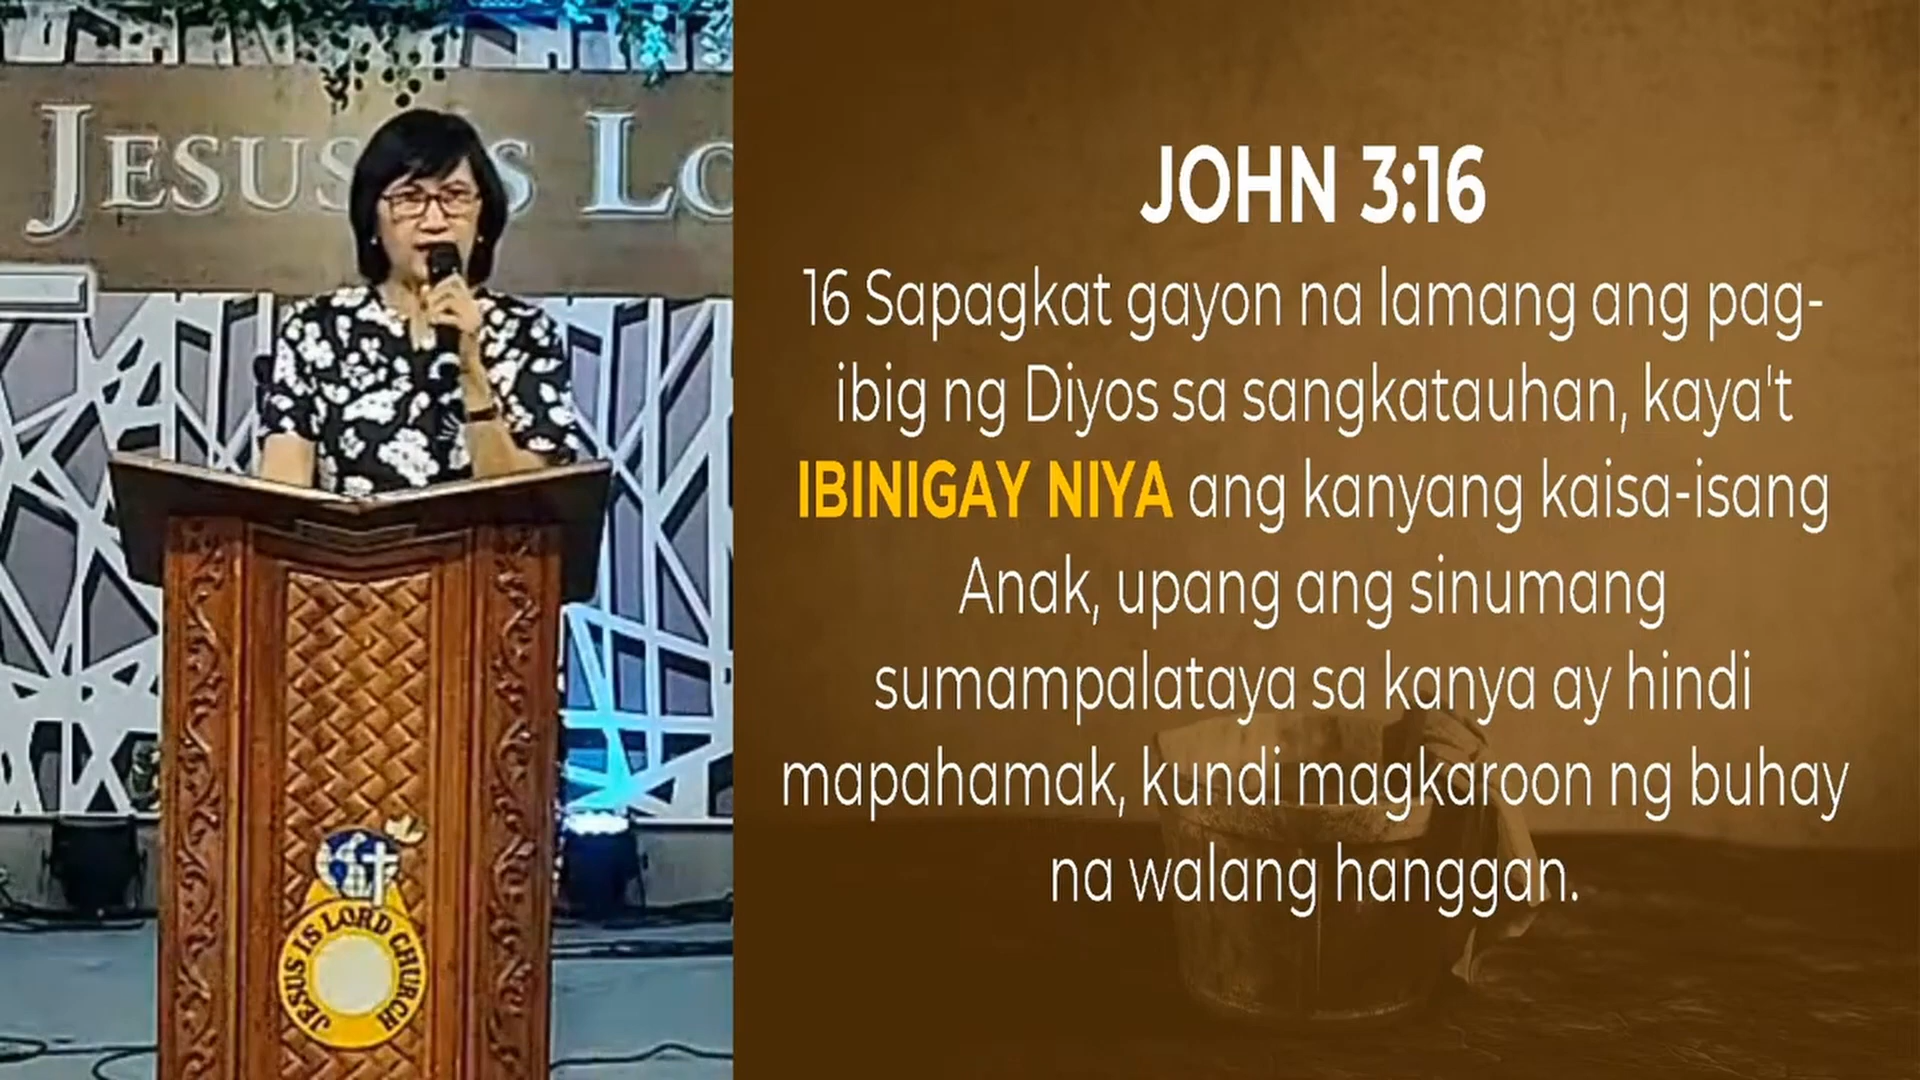 JESUS IS LO
JOHN 3:16
16 Sapagkat gayon na lamang ang pag-
ibig ng Diyos sa sangkatauhan, kaya't
IBINIGAY NIYA ang kanyang kaisa-isang
Anak, upang ang sinumang
sumampalataya sa kanya ay hindi
mapahamak, kundi magkaroon ng buhay
na walang hanggan.
JESUS IS LORD CHURCH